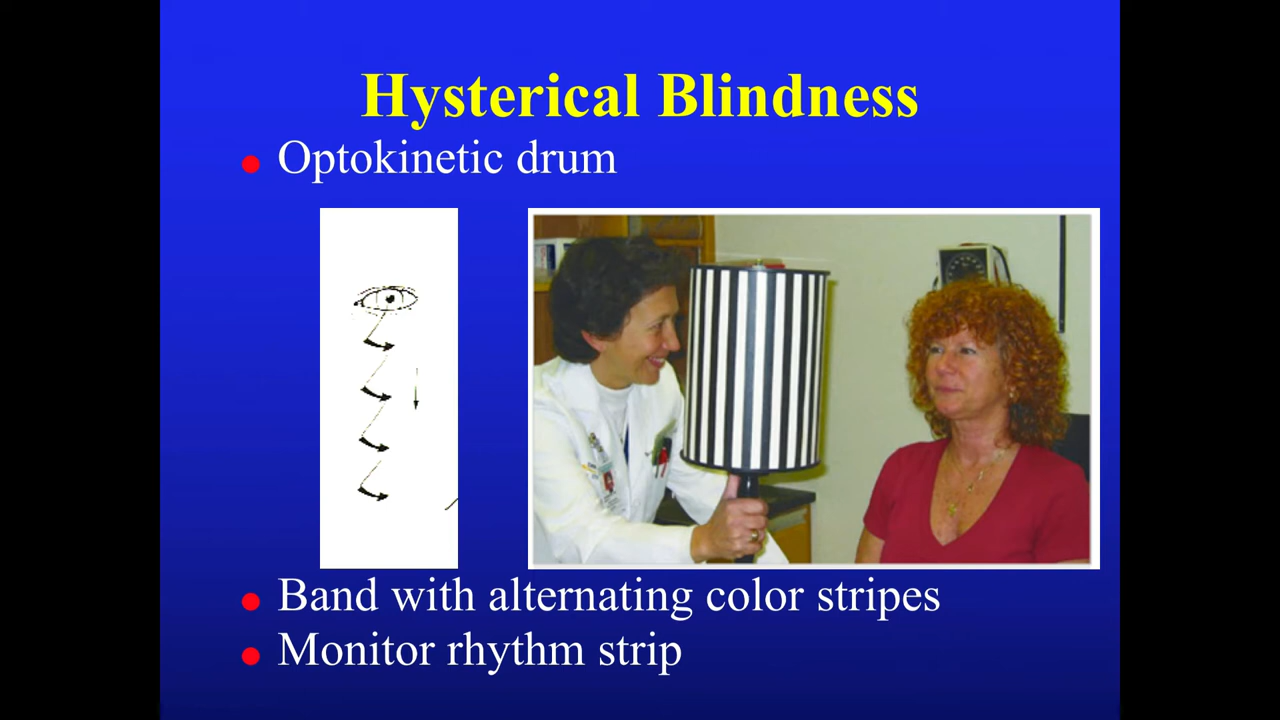 Hysterical Blindness
Optokinetic drum
Band with alternating color stripes
Monitor rhythm strip